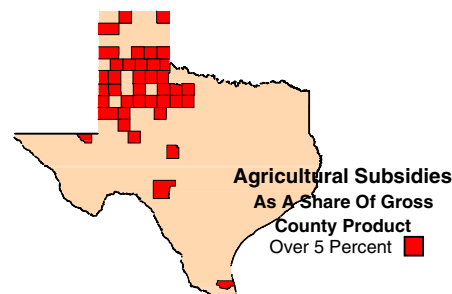 Agricultural Subsidies
As A Share Of Gross
County Product
Over 5 Percent